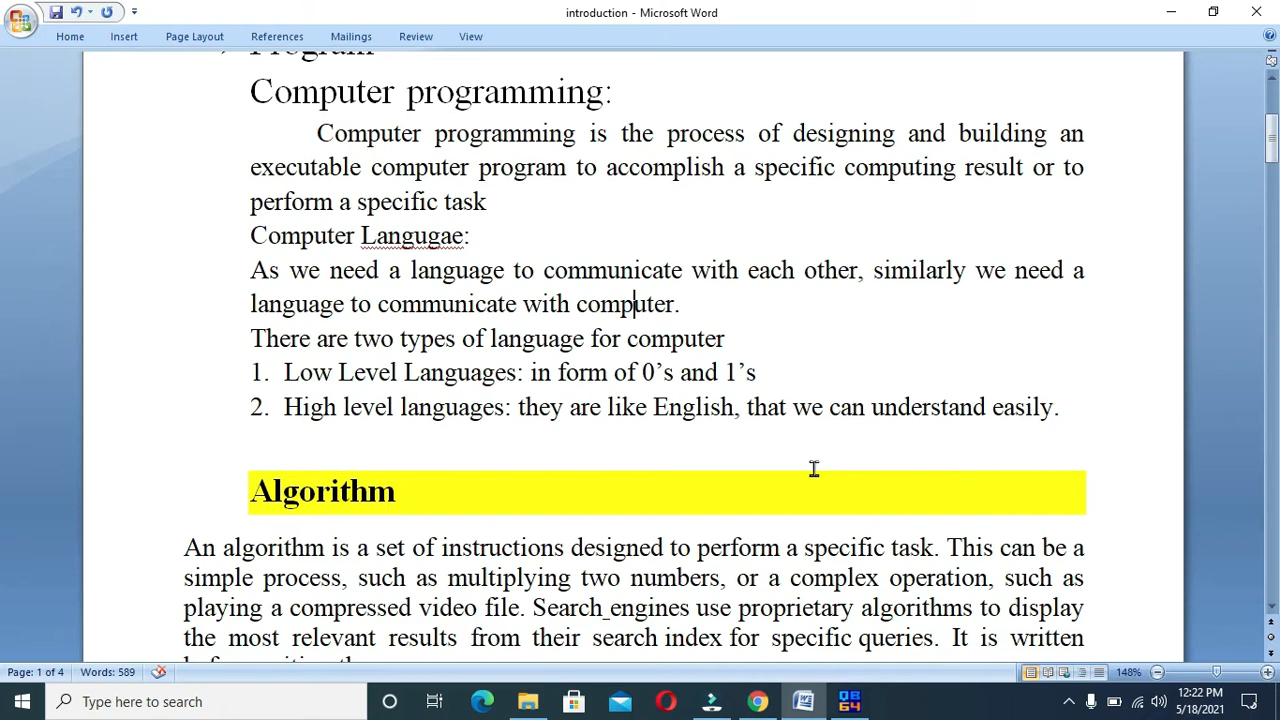 introduction - Microsoft Word
Home Insert Page Layout References Mailings Review View
Program
Computer programming:
Computer programming is the process of designing and building an
executable computer program to accomplish a specific computing result or to
perform a specific task
Computer Langugae:
As we need a language to communicate with each other, similarly we need a
language to communicate with computer.
There are two types of language for computer
1. Low Level Languages: in form of 0’s and 1’s
2. High level languages: they are like English, that we can understand easily.
Algorithm
An algorithm is a set of instructions designed to perform a specific task. This can be a
simple process, such as multiplying two numbers, or a complex operation, such as
playing a compressed video file. Search engines use proprietary algorithms to display
the most relevant results from their search index for specific queries. It is written
Page: 1 of 4 Words: 589 148%
Type here to search
QB64
12:22 PM
5/18/2021